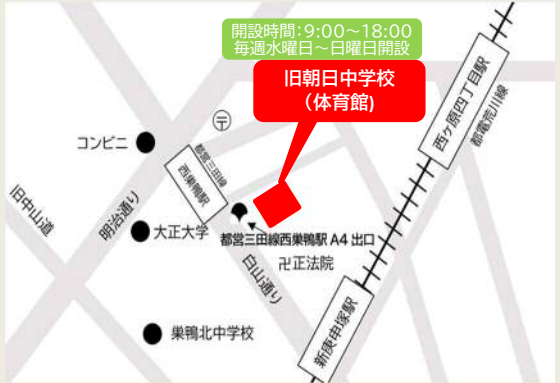 開設時間:9:00～18:00
毎週水曜日～日曜日開設
旧朝日中学校
(体育館)
西ヶ原四丁目駅
都電荒川線
〒
コンビニ
都営三田線
西巣鴨駅
旧中山道
明治通り
大正大学
都営三田線西巣鴨駅 A4 出口
卍正法院
白山通り
新庚申塚駅
巣鴨北中学校